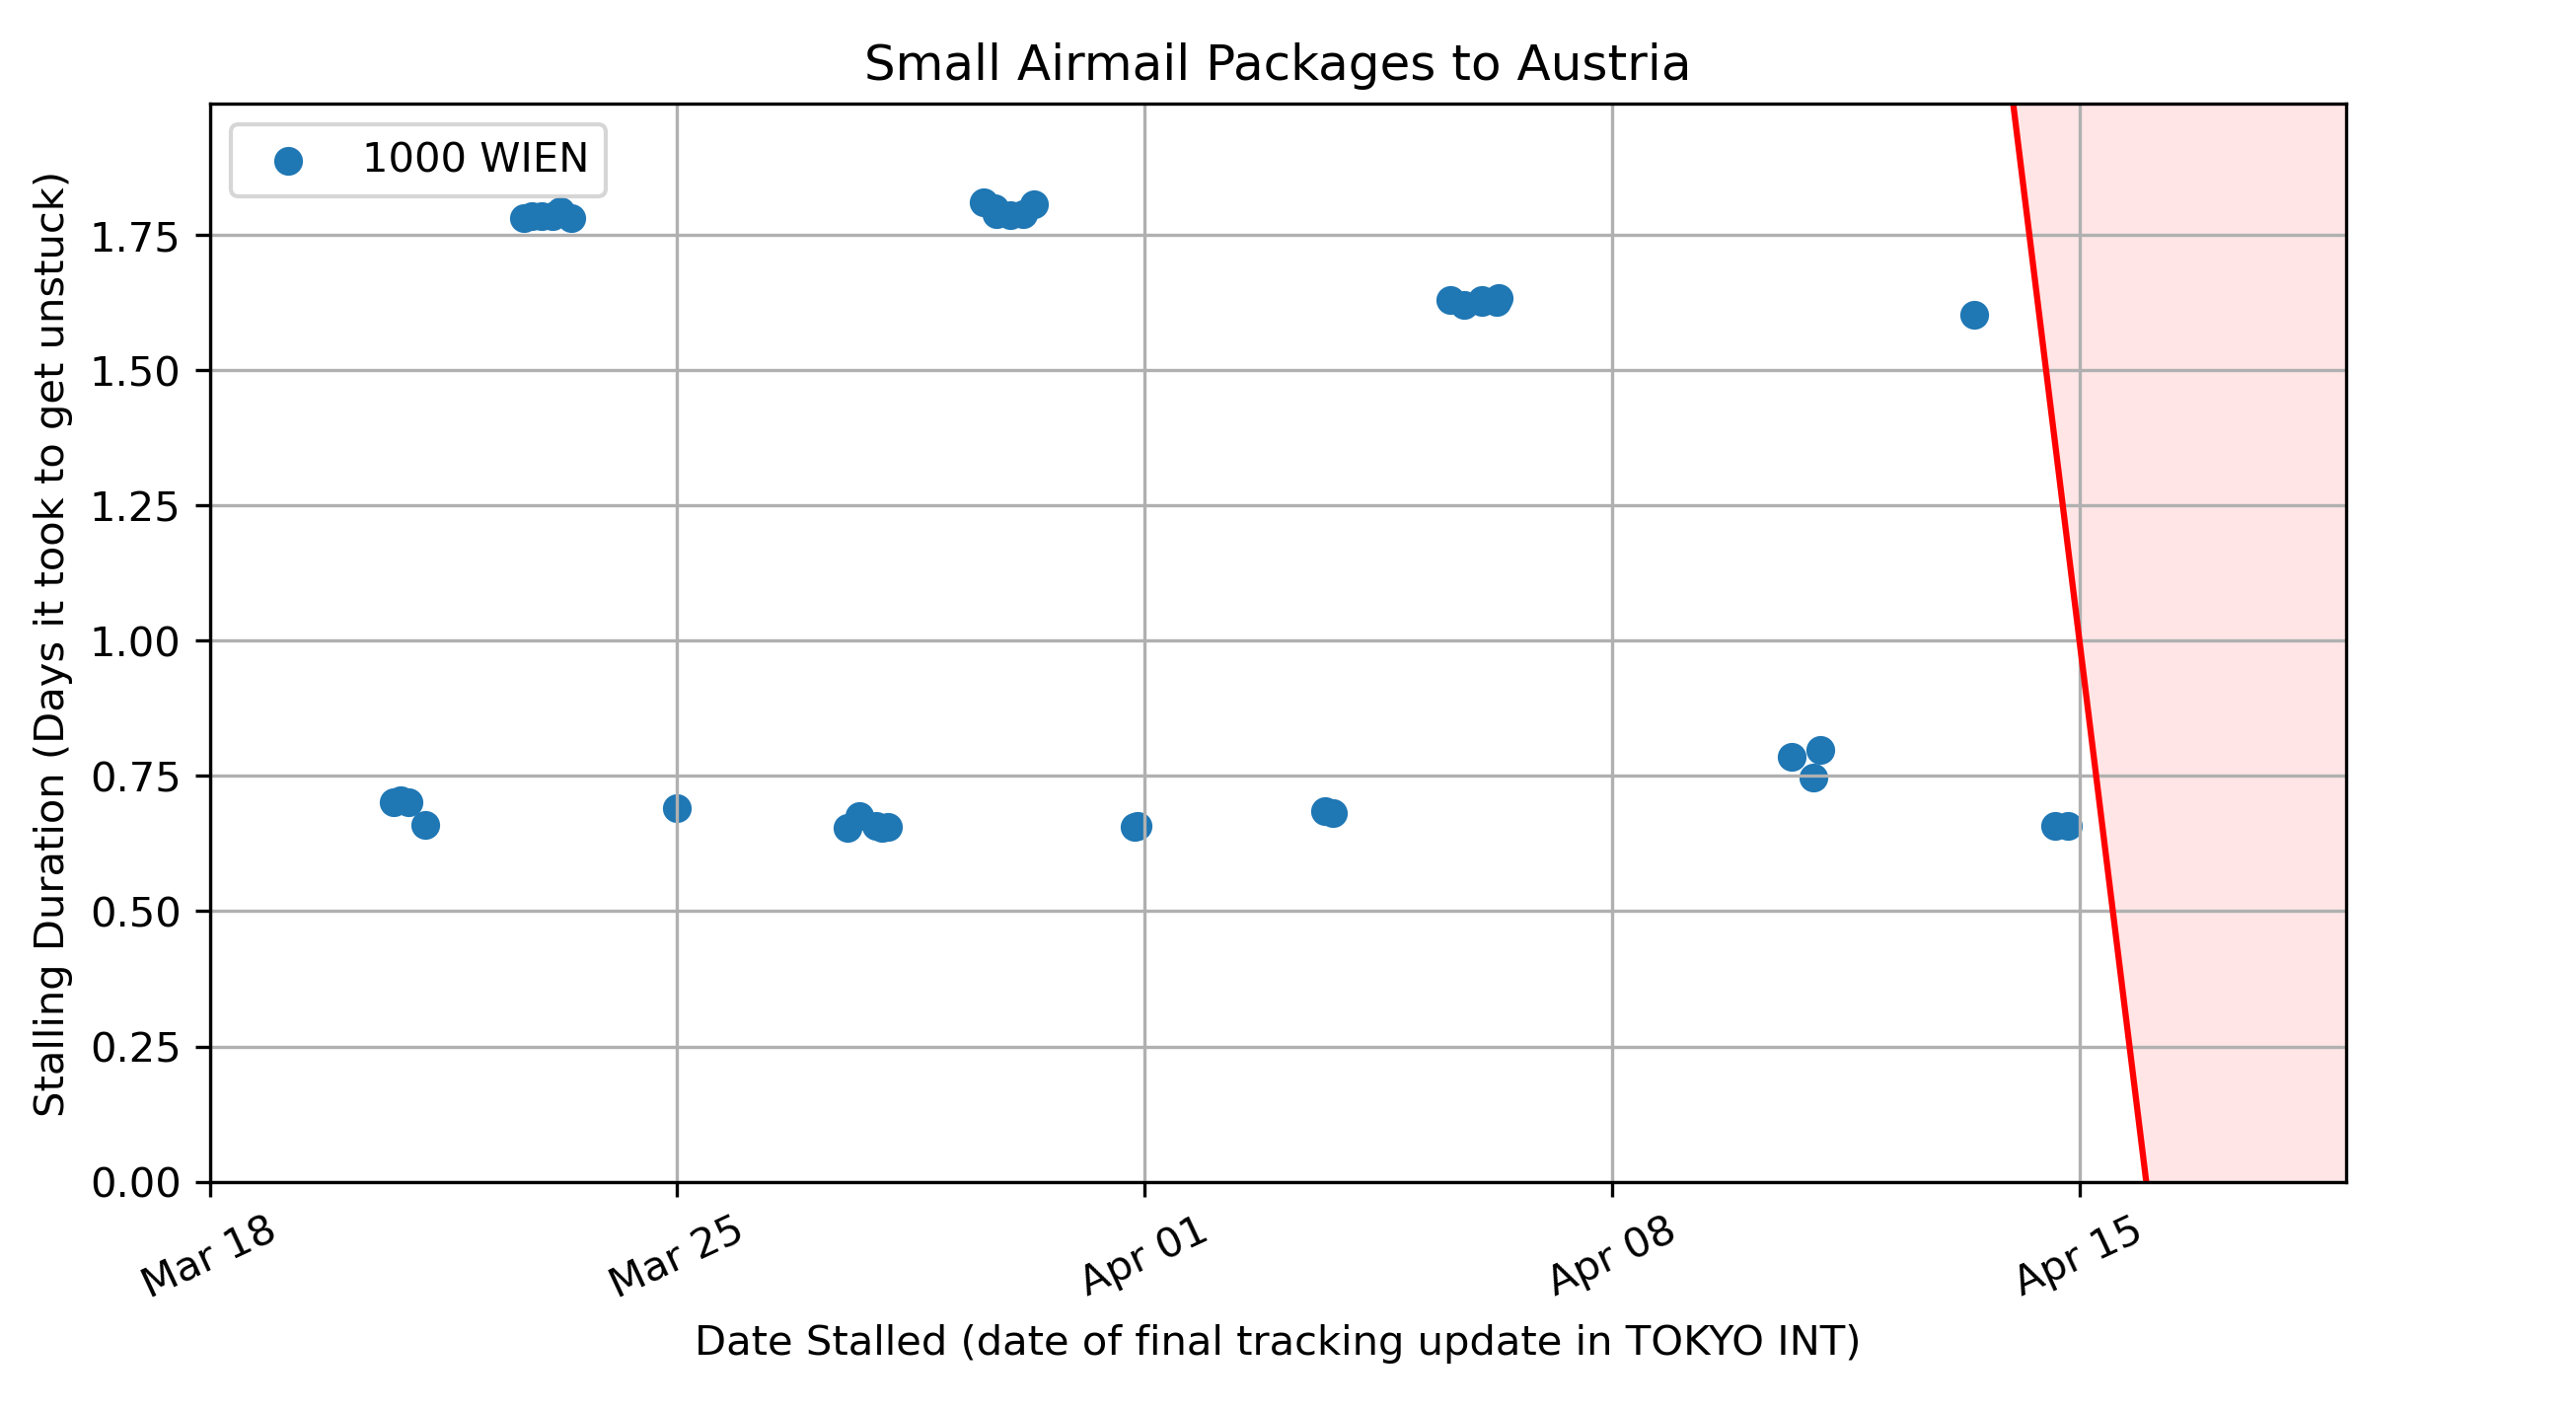 Small Airmail Packages to Austria
1000 WIEN
Stalling Duration (Days it took to get unstuck)
1.75
1.50
1.25
1.00
0.75
0.50
0.25
0.00
Mar 18
Mar 25
Apr 01
Apr 08
Apr 15
Date Stalled (date of final tracking update in TOKYO INT)